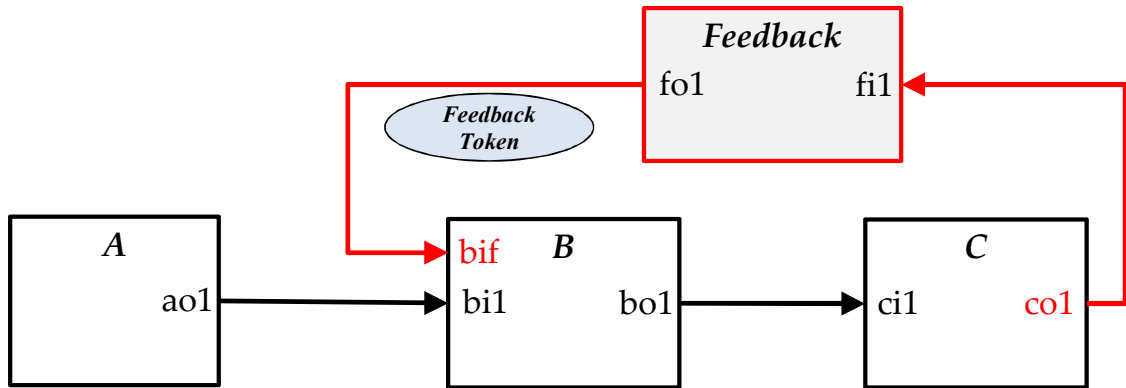 Feedback
fo1
fi1
Feedback
Token
A
ao1
bif
B
bi1
bo1
C
ci1
co1